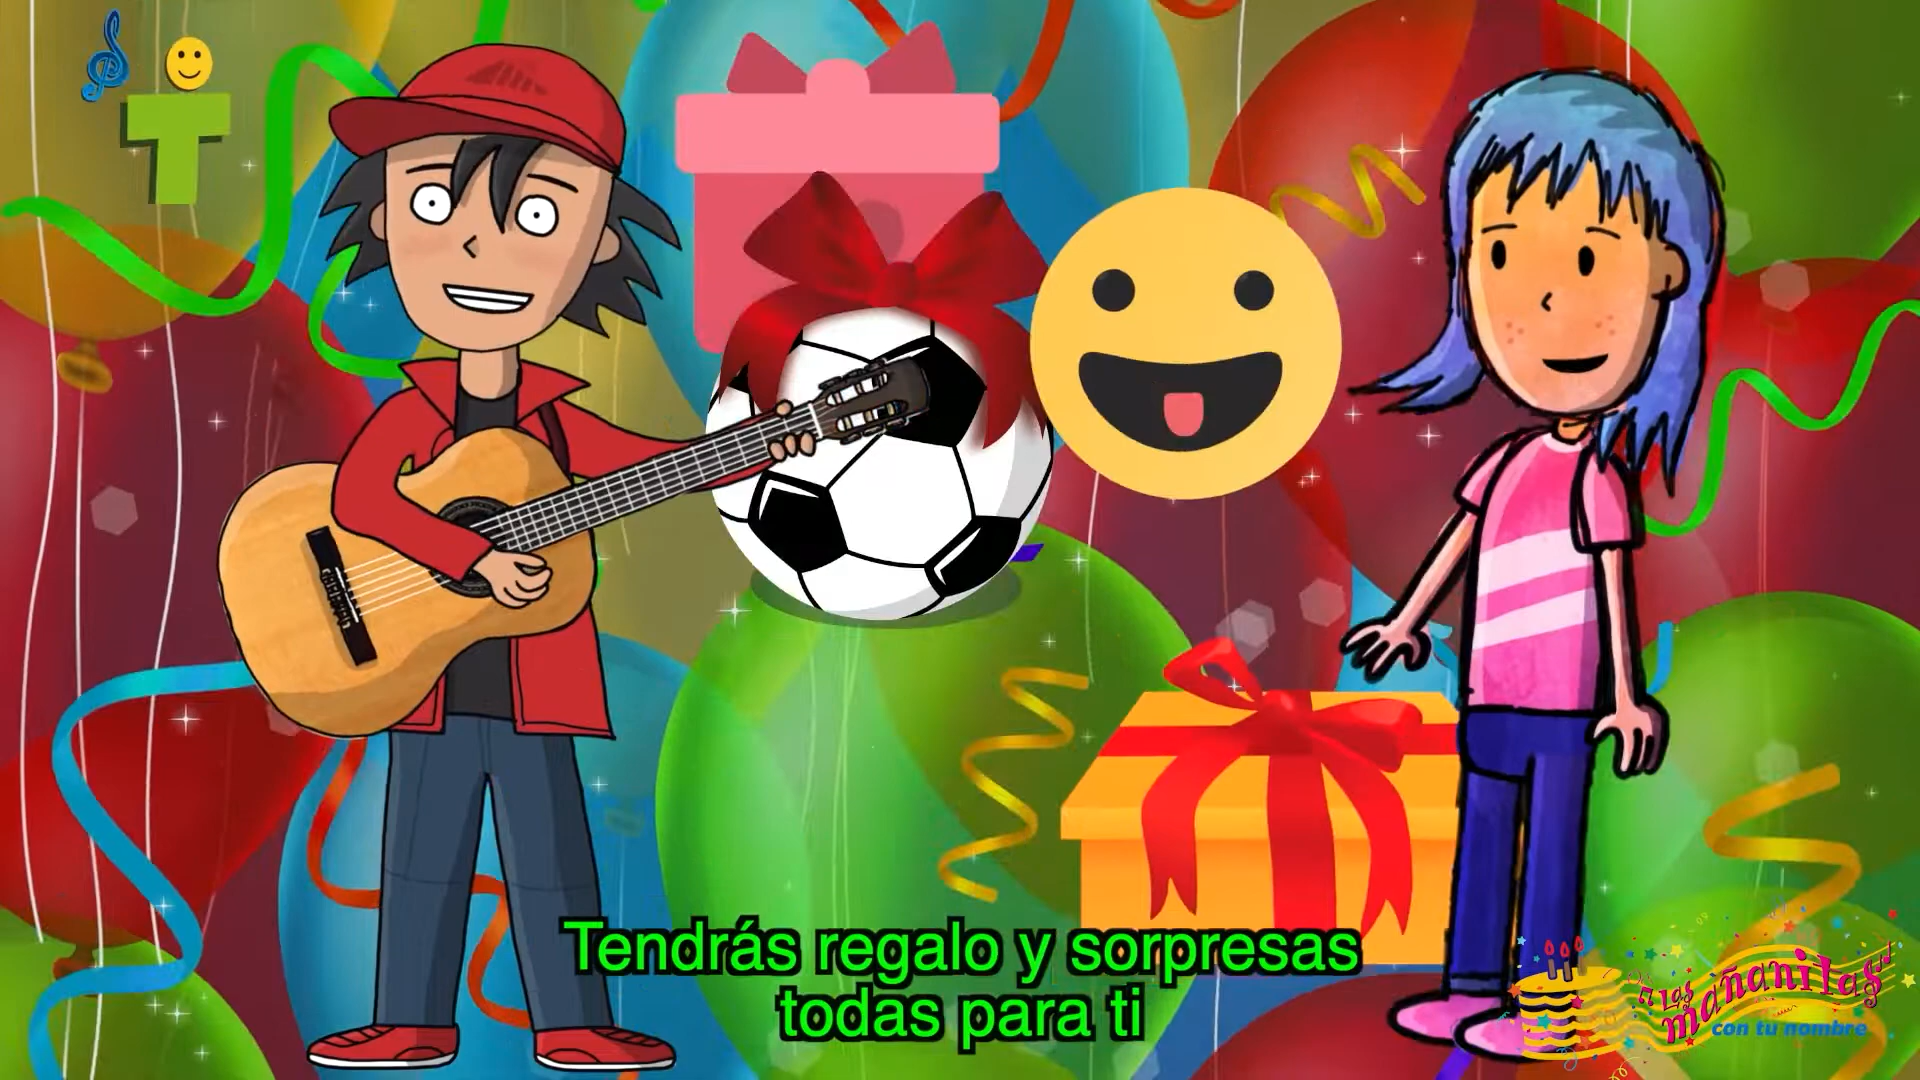 T
Tendrás regalo y sorpresas
todas para ti
las
mañanitas
con tu nombre